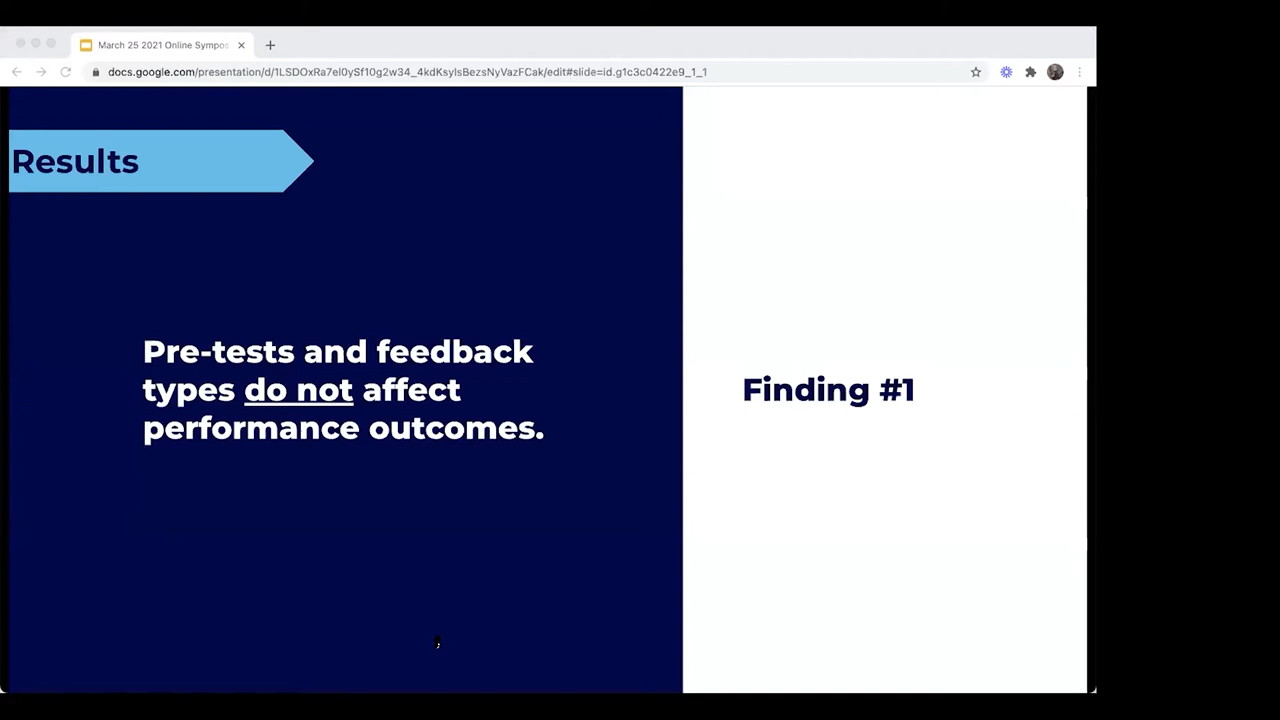 March 25 2021 Online Sympos
docs.google.com/presentation/d/1LSDOxRa7el0ySf10g2w34_4kdKsylsBezsNyVazFCak/edit#slide=id.g1c3c0422e9_1_1
Results
Pre-tests and feedback
types do not affect
performance outcomes.
Finding #1